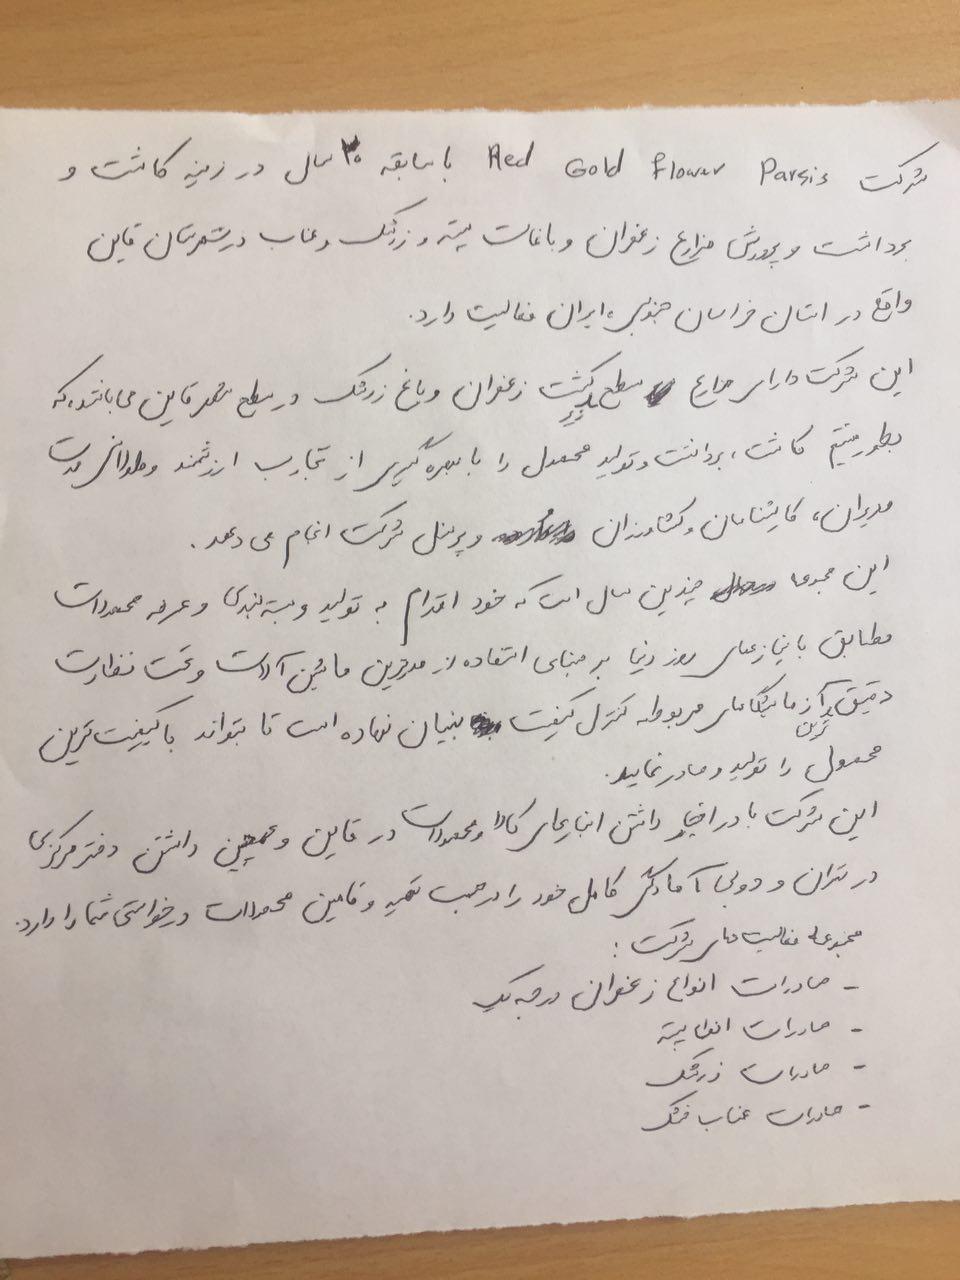 شرکت Red Gold Flower Parsis با سابقه ۳۰ سال در زمینه کاشت و
برداشت و پرورش مزارع زعفران و باغات پسته و زرشک و عناب در شهرستان قاین
واقع در استان خراسان جنوبی، ایران فعالیت دارد.
این شرکت دارای مزارع سطح زیر کشت زعفران و باغ زرشک در سطح شهر قاین می باشد، که
بطور مستقیم کاشت، برداشت و تولید محصول را با بهره گیری از تجارب ارزشمند و طولانی مدت
مدیران، کارشناسان و کشاورزان و پرسنل شرکت انجام می دهد.
این مجموعه چندین سال است که خود اقدام به تولید و بسته بندی و عرضه محصولات
مطابق با نیازهای روز دنیا بر مبنای استفاده از مدرترین ماشین آلات و تحت نظارت
دقیق ترین آزمایشگاههای مربوطه کنترل کیفیت بنیان نهاده است تا بتواند با کیفیت ترین
محصول را تولید و صادر نماید.
این شرکت با در اختیار داشتن انبارهای کالا و محصولات در قاین و همچنین داشتن دفتر مرکزی
در تهران و دوبی آمادگی کامل خود را در جهت تهیه و تامین محصولات درخواستی شما را دارد.
مجموعه فعالیت های شرکت :
- صادرات انواع زعفران درجه یک
- صادرات انواع پسته
- صادرات زرشک
- صادرات عناب خشک